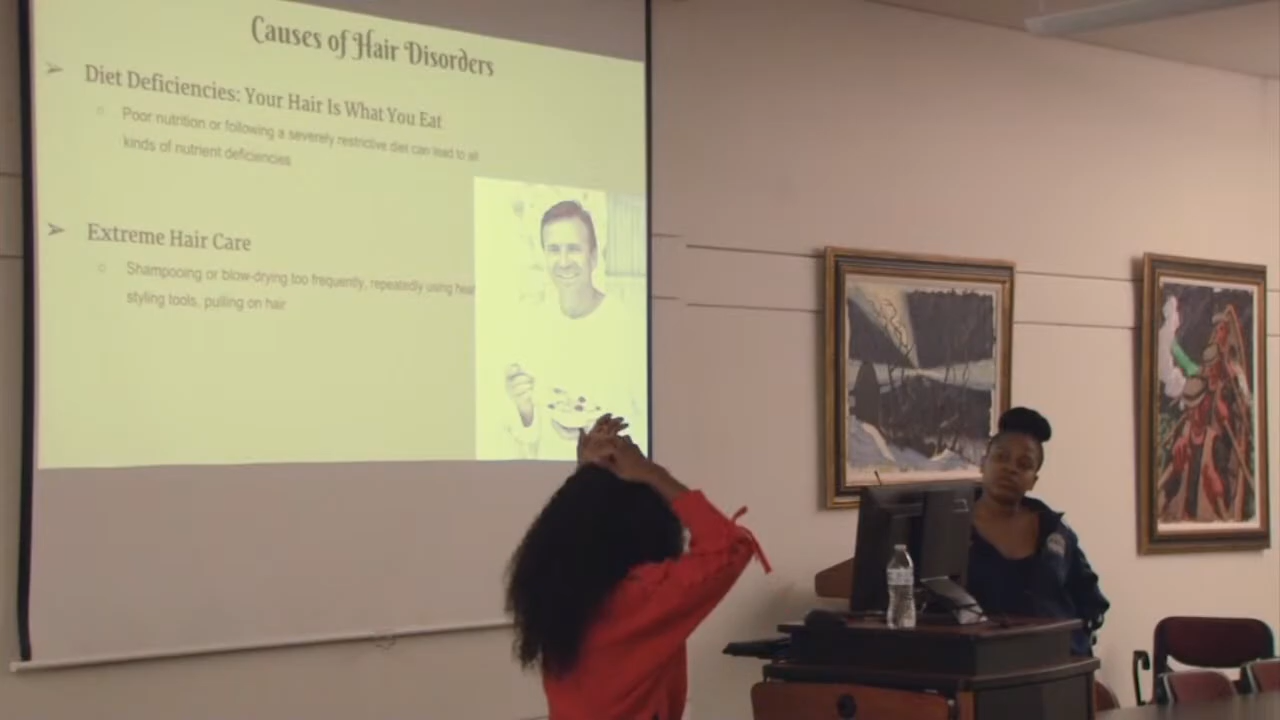 Causes of Hair Disorders
➢ Diet Deficiencies: Your Hair Is What You Eat
○ Poor nutrition or following a severely restrictive diet can lead to all
kinds of nutrient deficiencies
➢ Extreme Hair Care
○ Shampooing or blow-drying too frequently, repeatedly using heat
styling tools, pulling on hair